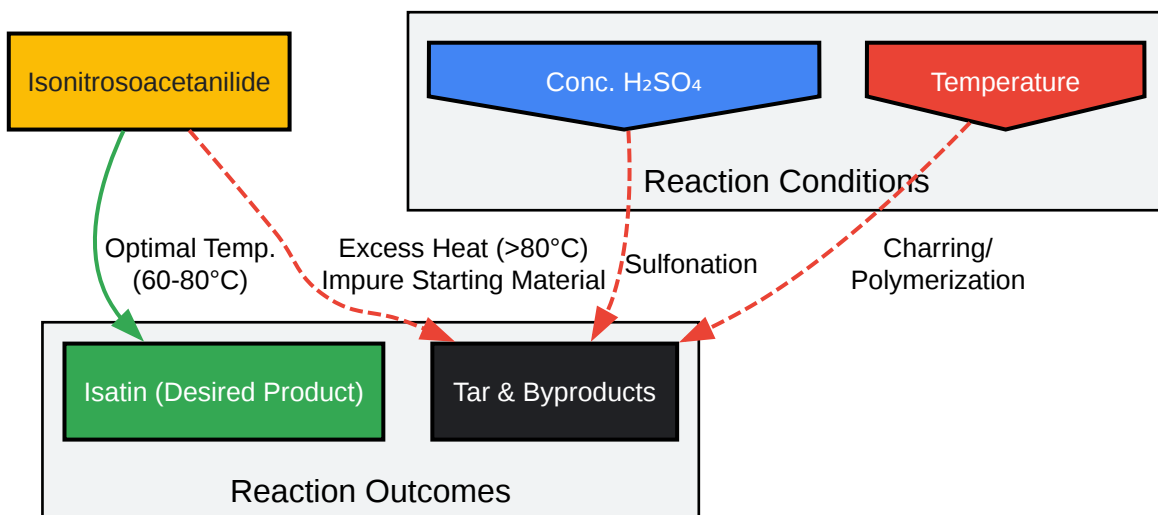 Isonitrosoacetanilide
Conc. H₂SO₄
Temperature
Reaction Conditions
Optimal Temp.
(60-80°C)
Excess Heat (>80°C)
Impure Starting Material
Sulfonation
Charring/
Polymerization
Isatin (Desired Product)
Tar & Byproducts
Reaction Outcomes